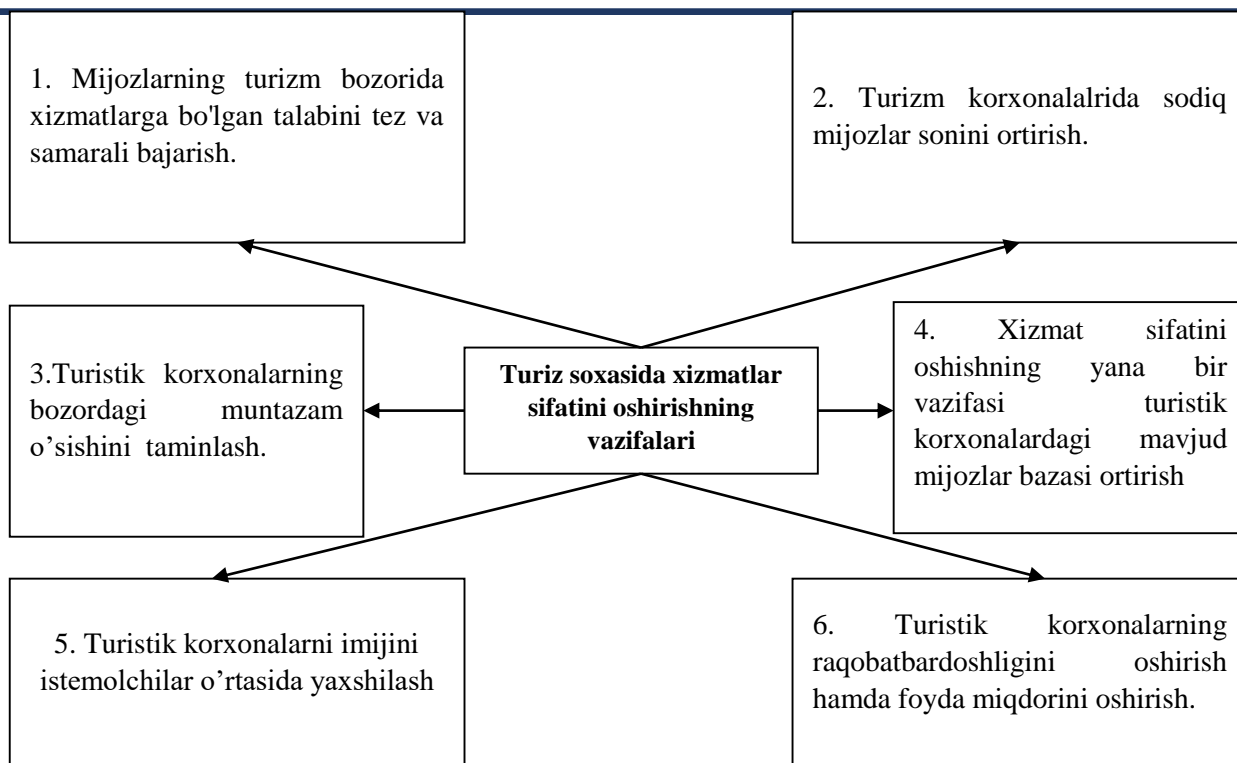 1. Mijozlarning turizm bozorida
xizmatlarga bo'lgan talabini tez va
samarali bajarish.
2. Turizm korxonalalrida sodiq
mijozlar sonini ortirish.
3.Turistik korxonalarning
bozordagi muntazam
o’sishini taminlash.
Turiz soxasida xizmatlar
sifatini oshirishning
vazifalari
4. Xizmat sifatini
oshishning yana bir
vazifasi turistik
korxonalardagi mavjud
mijozlar bazasi ortirish
5. Turistik korxonalarni imijini
istemolchilar o’rtasida yaxshilash
6. Turistik korxonalarning
raqobatbardoshligini oshirish
hamda foyda miqdorini oshirish.